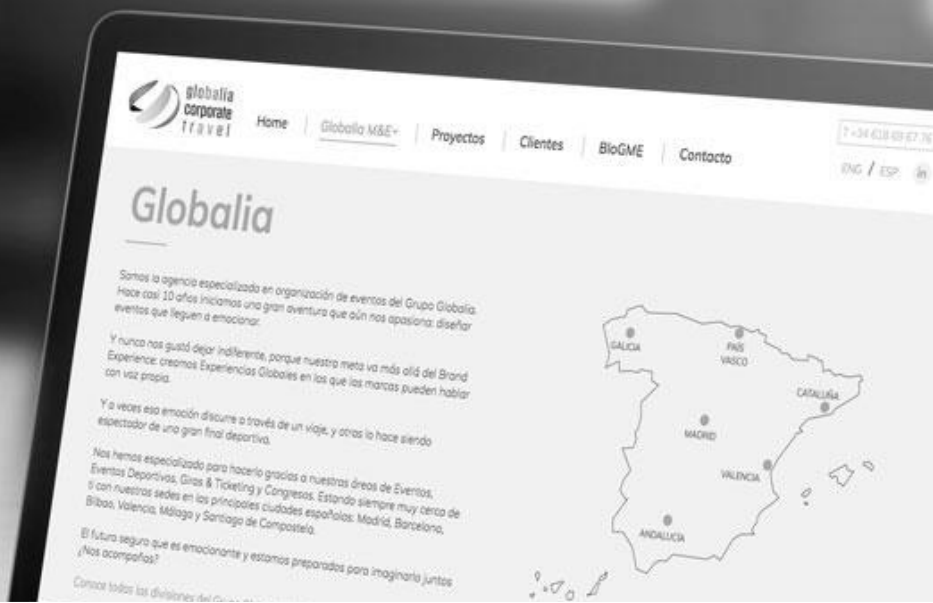 globalia
corporate
travel
Home
Globalia M&E+
Proyectos
Clientes
BloGME
Contacto
ENG / ESP in
Globalia
Somos la agencia especializada en organización de eventos del Grupo Globalia.
Hace casi 10 años iniciamos una gran aventura que aún nos apasiona: diseñar
eventos que lleguen a emocionar.
Y nunca nos gustó dejar indiferente, porque nuestra meta va más allá del Brand
Experience: creamos Experiencias Globales en las que las marcas pueden hablar
con voz propia.
Y a veces esa emoción discurre a través de un viaje, y otras lo hace siendo
espectador de una gran final deportiva.
Nos hemos especializado para hacerlo gracias a nuestras áreas de Eventos,
Eventos Deportivos, Giras & Ticketing y Congresos. Estando siempre muy cerca de
ti con nuestras sedes en las principales ciudades españolas: Madrid, Barcelona,
Bilbao, Valencia, Málaga y Santiago de Compostela.
El futuro seguro que es emocionante y estamos preparados para imaginarlo juntos
¿Nos acompañas?
Conoce todas las divisiones del Grupo
GALICIA
PAÍS
VASCO
CATALUÑA
MADRID
VALENCIA
ANDALUCÍA